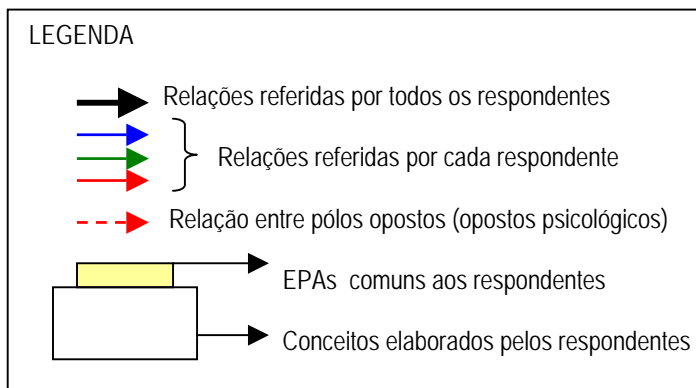 LEGENDA
Relações referidas por todos os respondentes
Relações referidas por cada respondente
Relação entre pólos opostos (opostos psicológicos)
EPAs comuns aos respondentes
Conceitos elaborados pelos respondentes